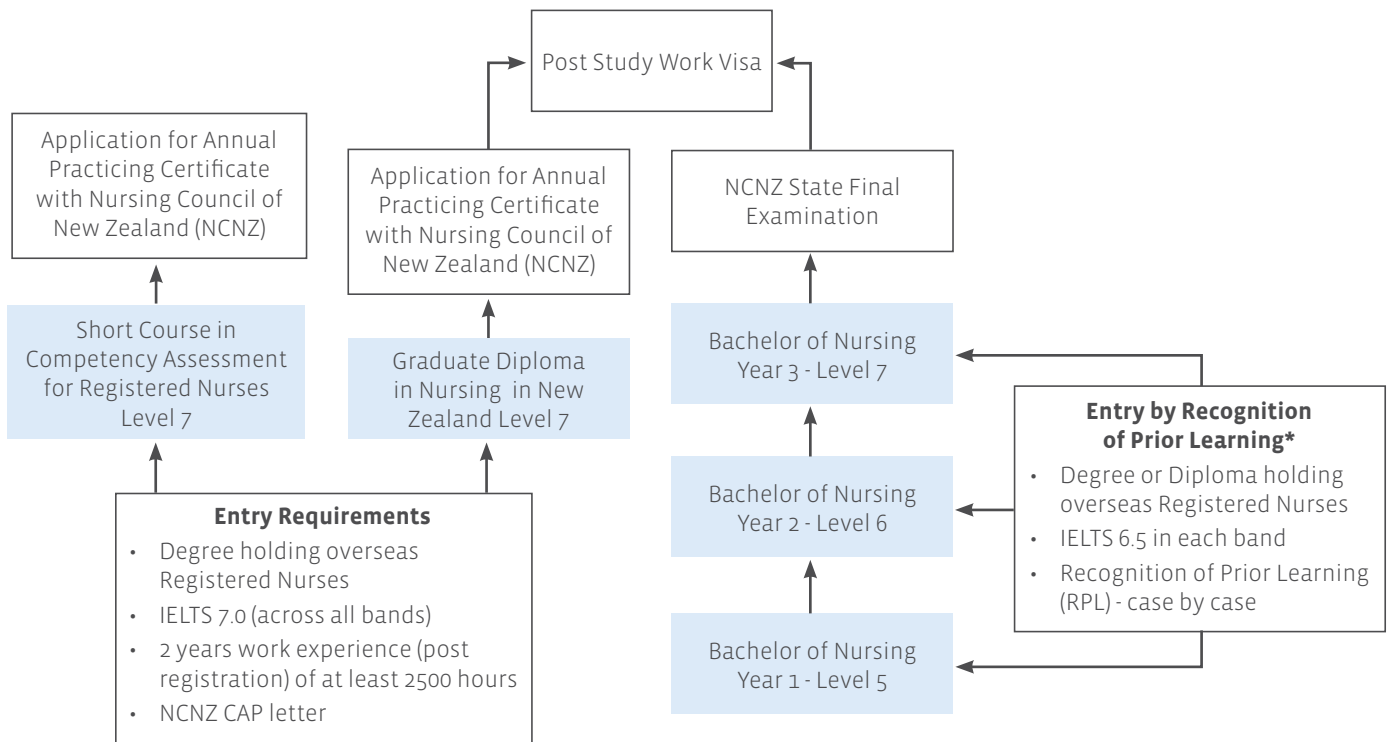 Post Study Work Visa
Application for Annual
Practicing Certificate
with Nursing Council of
New Zealand (NCNZ)
Application for Annual
Practicing Certificate
with Nursing Council of
New Zealand (NCNZ)
NCNZ State Final
Examination
Short Course in
Competency Assessment
for Registered Nurses
Level 7
Graduate Diploma
in Nursing in New
Zealand Level 7
Bachelor of Nursing
Year 3 - Level 7
Bachelor of Nursing
Year 2 - Level 6
Bachelor of Nursing
Year 1 - Level 5
Entry by Recognition
of Prior Learning*
• Degree or Diploma holding
overseas Registered Nurses
• IELTS 6.5 in each band
• Recognition of Prior Learning
(RPL) - case by case
Entry Requirements
• Degree holding overseas
Registered Nurses
• IELTS 7.0 (across all bands)
• 2 years work experience (post
registration) of at least 2500 hours
• NCNZ CAP letter